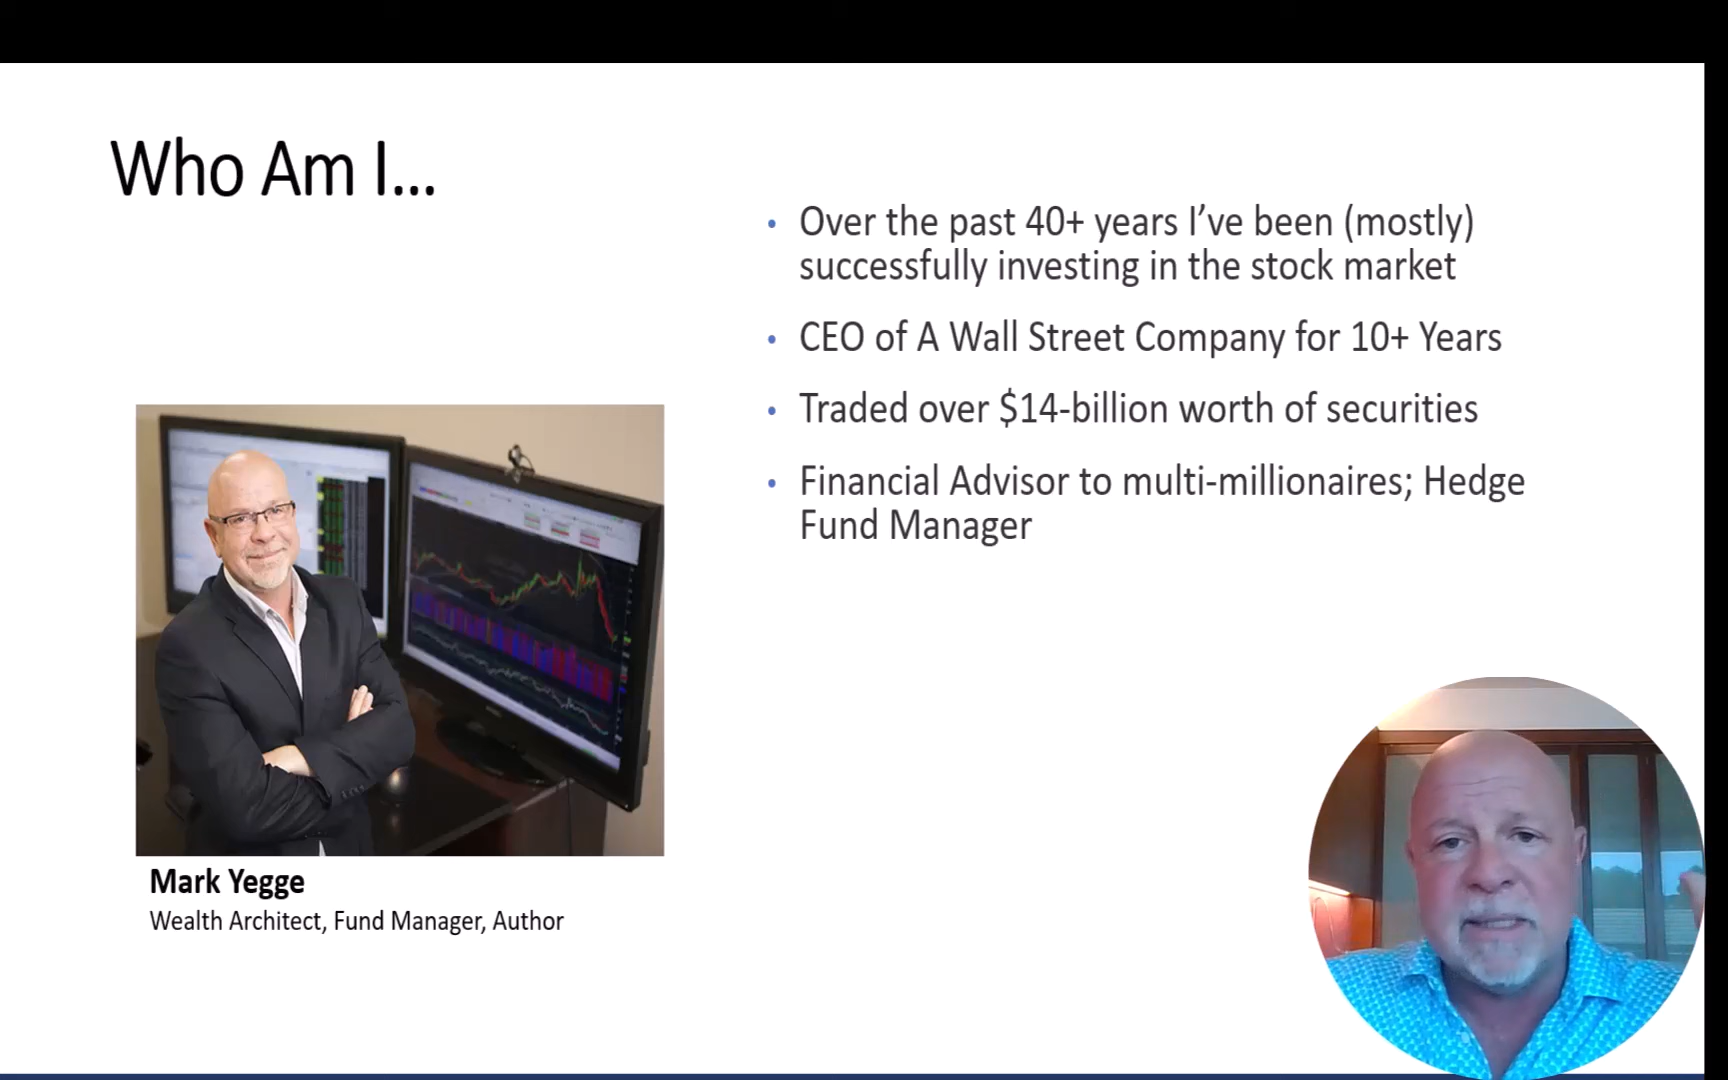 Who Am I...
• Over the past 40+ years I’ve been (mostly)
successfully investing in the stock market
• CEO of A Wall Street Company for 10+ Years
• Traded over $14-billion worth of securities
• Financial Advisor to multi-millionaires; Hedge
Fund Manager
Mark Yegge
Wealth Architect, Fund Manager, Author